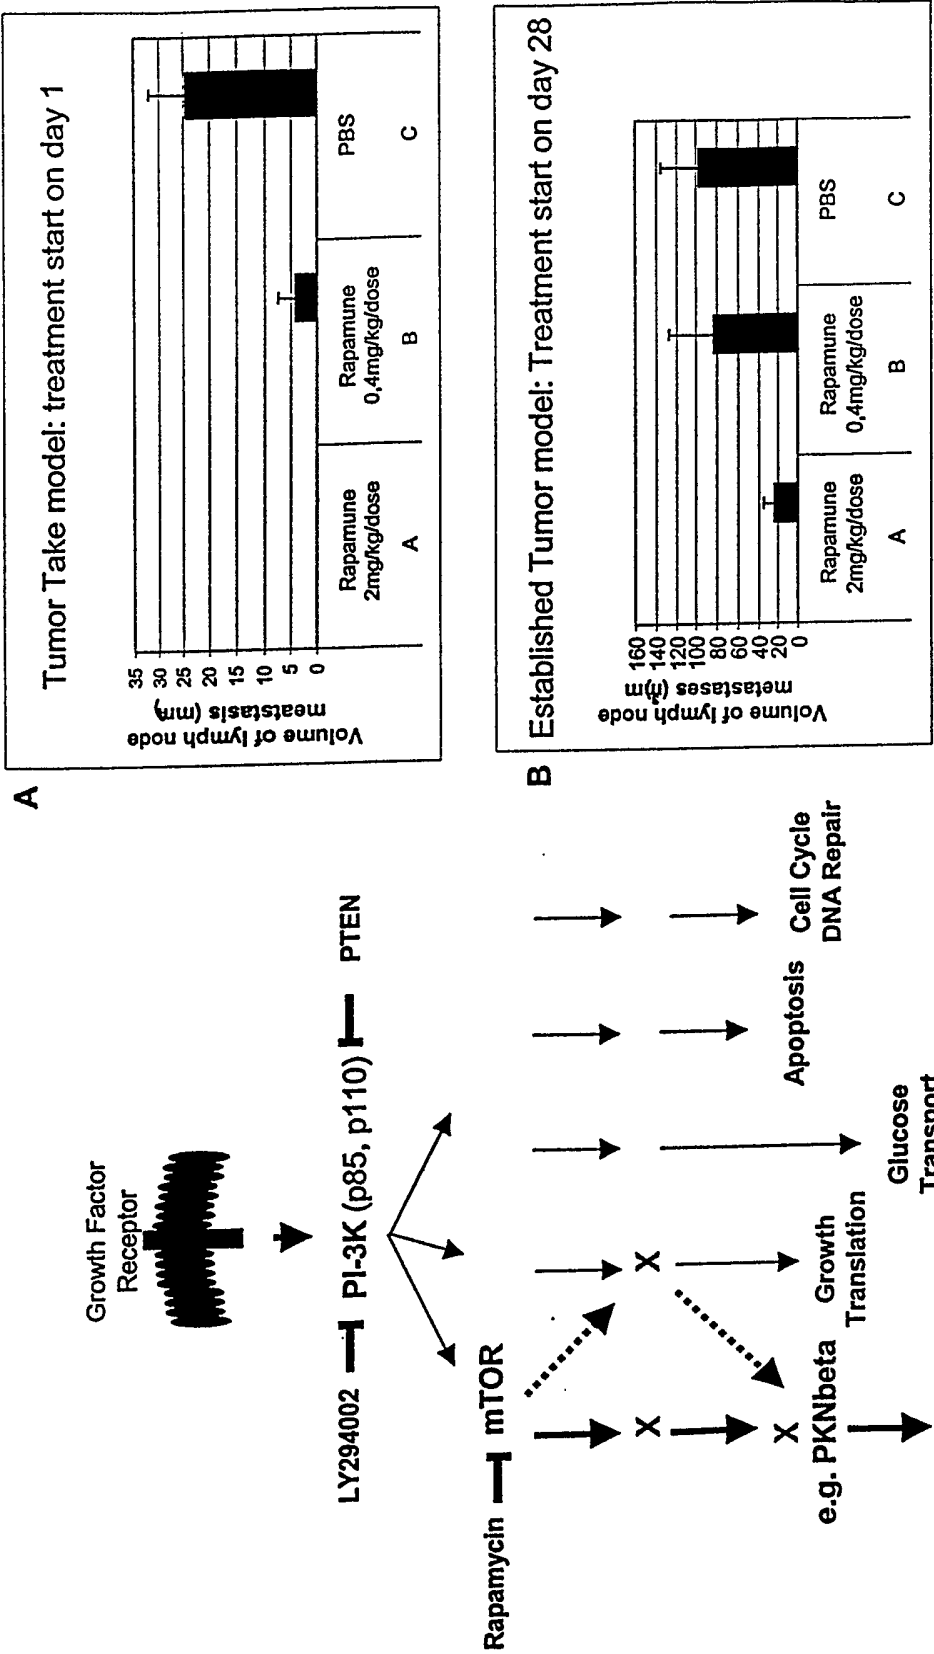 Growth Factor
Receptor
LY294002 PI-3K (p85, p110) PTEN
Rapamycin mTOR
X X
X
e.g. PKNbeta
Growth
Translation
Glucose
Transport
Apoptosis
Cell Cycle
DNA Repair
A
Tumor Take model: treatment start on day 1
Volume of lymph node
meatstasis (mm
35
30
25
20
15
10
5
0
Rapamune
2mg/kg/dose
A
Rapamune
0,4mg/kg/dose
B
PBS
C
B Established Tumor model: Treatment start on day 28
Volume of lymph node
metastases
160
140
120
100
80
60
40
20
0
Rapamune
2mg/kg/dose
A
Rapamune
0,4mg/kg/dose
B
PBS
C